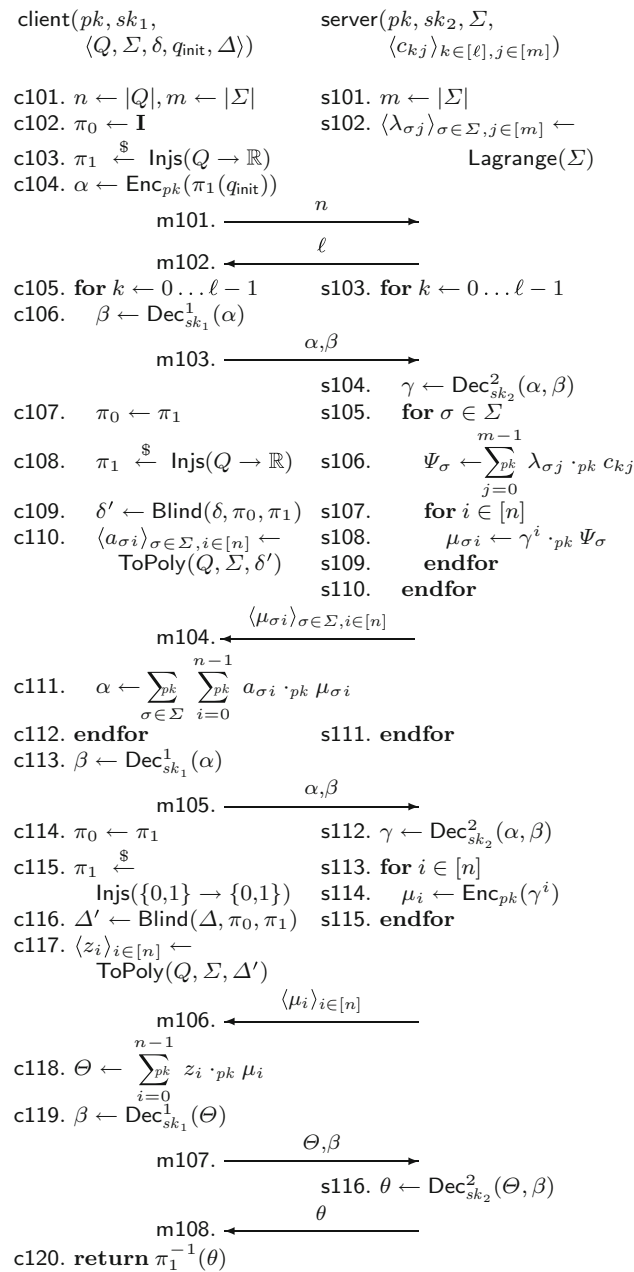 client(pk, sk₁, server(pk, sk₂, Σ,
⟨Q, Σ, δ, q_init, Δ⟩) ⟨c_kj⟩_{k∈[ℓ],j∈[m]})
c101. n ← |Q|, m ← |Σ| s101. m ← |Σ|
c102. π₀ ← I s102. ⟨λ_σj⟩_{σ∈Σ,j∈[m]} ←
c103. π₁ ←$ Injs(Q → ℝ) Lagrange(Σ)
c104. α ← Enc_pk(π₁(q_init))
n
m101.
ℓ
m102.
c105. for k ← 0 … ℓ − 1 s103. for k ← 0 … ℓ − 1
c106. β ← Dec¹_{sk₁}(α)
α,β
m103.
s104. γ ← Dec²_{sk₂}(α, β)
c107. π₀ ← π₁ s105. for σ ∈ Σ
c108. π₁ ←$ Injs(Q → ℝ) s106. Ψ_σ ← ∑_pk_{j=0}^{m−1} λ_σj ·_pk c_kj
c109. δ′ ← Blind(δ, π₀, π₁) s107. for i ∈ [n]
c110. ⟨a_σi⟩_{σ∈Σ,i∈[n]} ← s108. μ_σi ← γ^i ·_pk Ψ_σ
ToPoly(Q, Σ, δ′) s109. endfor
s110. endfor
⟨μ_σi⟩_{σ∈Σ,i∈[n]}
m104.
c111. α ← ∑_pk_{σ∈Σ} ∑_pk_{i=0}^{n−1} a_σi ·_pk μ_σi
c112. endfor s111. endfor
c113. β ← Dec¹_{sk₁}(α)
α,β
m105.
c114. π₀ ← π₁ s112. γ ← Dec²_{sk₂}(α, β)
c115. π₁ ←$ s113. for i ∈ [n]
Injs({0,1} → {0,1}) s114. μ_i ← Enc_pk(γ^i)
c116. Δ′ ← Blind(Δ, π₀, π₁) s115. endfor
c117. ⟨z_i⟩_{i∈[n]} ←
ToPoly(Q, Σ, Δ′)
⟨μ_i⟩_{i∈[n]}
m106.
c118. Θ ← ∑_pk_{i=0}^{n−1} z_i ·_pk μ_i
c119. β ← Dec¹_{sk₁}(Θ)
Θ,β
m107.
s116. θ ← Dec²_{sk₂}(Θ, β)
θ
m108.
c120. return π₁⁻¹(θ)